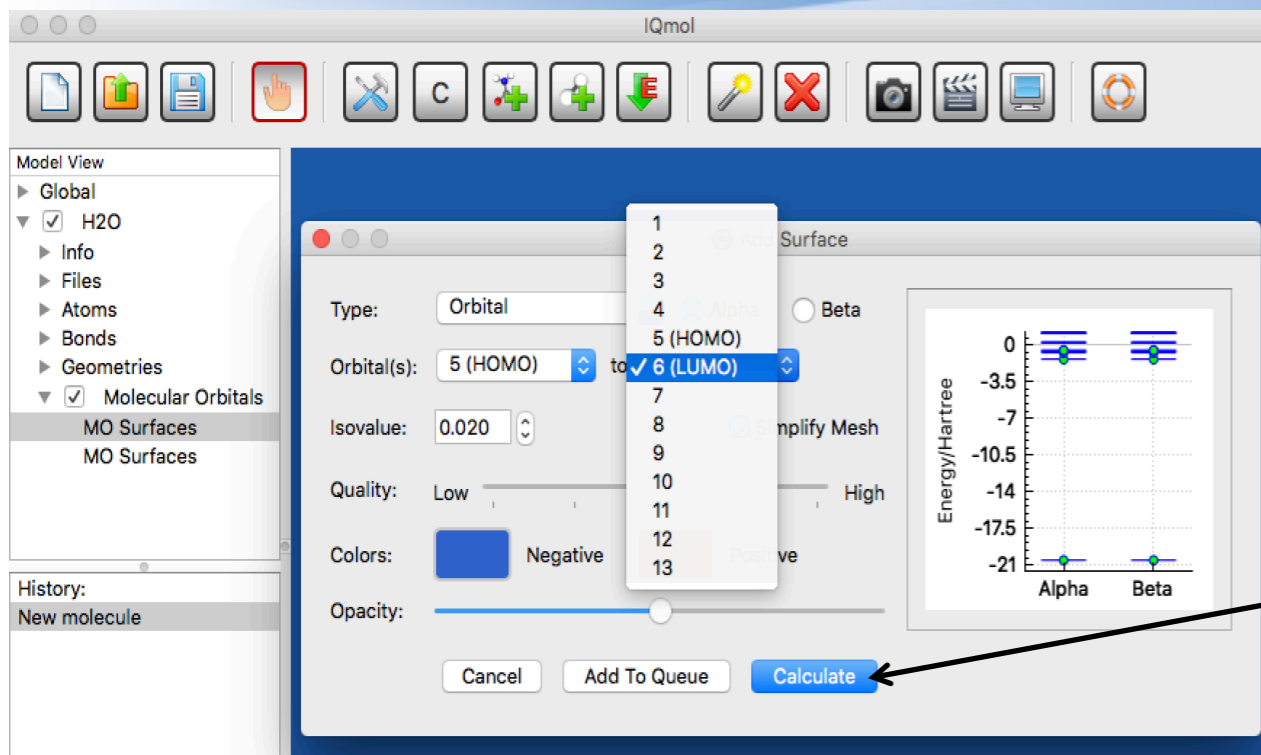 IQmol
C
E
Model View
Global
H2O
Info
Files
Atoms
Bonds
Geometries
Molecular Orbitals
MO Surfaces
MO Surfaces
History:
New molecule
Add Surface
Type: Orbital Alpha Beta
Orbital(s): 5 (HOMO) to
1
2
3
4
5 (HOMO)
✓ 6 (LUMO)
7
8
9
10
11
12
13
Isovalue: 0.020 Simplify Mesh
Quality: Low High
Colors: Negative Positive
Opacity:
Cancel Add To Queue Calculate
Energy/Hartree
0
-3.5
-7
-10.5
-14
-17.5
-21
Alpha Beta